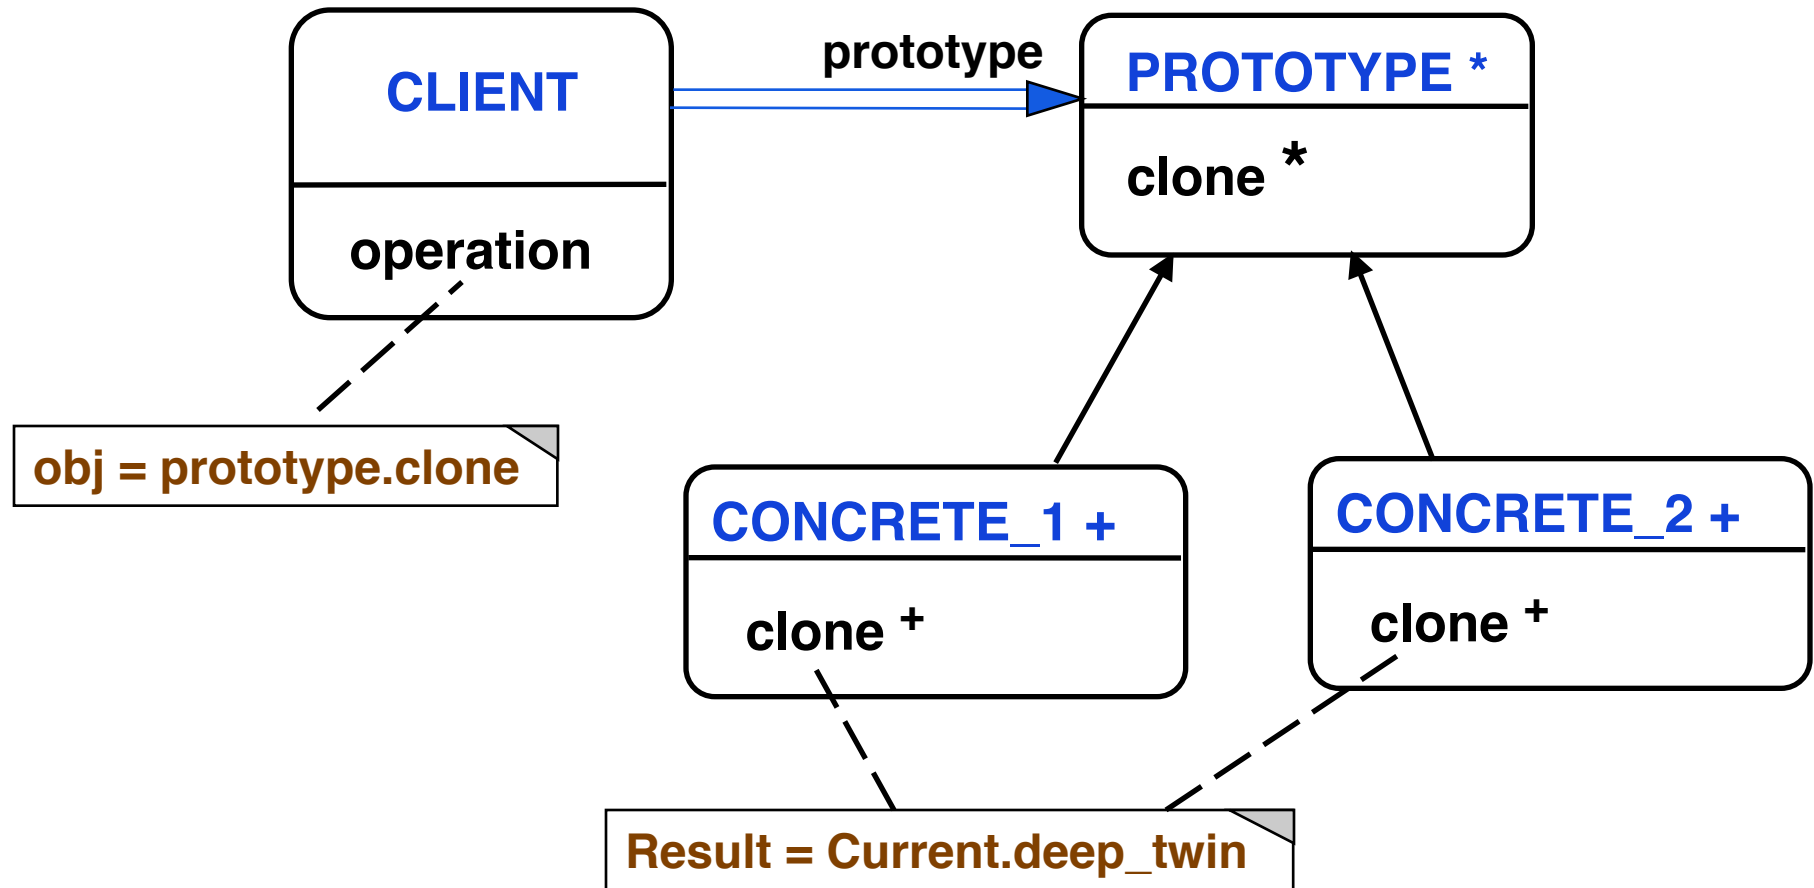 prototype
CLIENT
operation
PROTOTYPE *
clone *
obj = prototype.clone
CONCRETE_1 +
clone +
CONCRETE_2 +
clone +
Result = Current.deep_twin